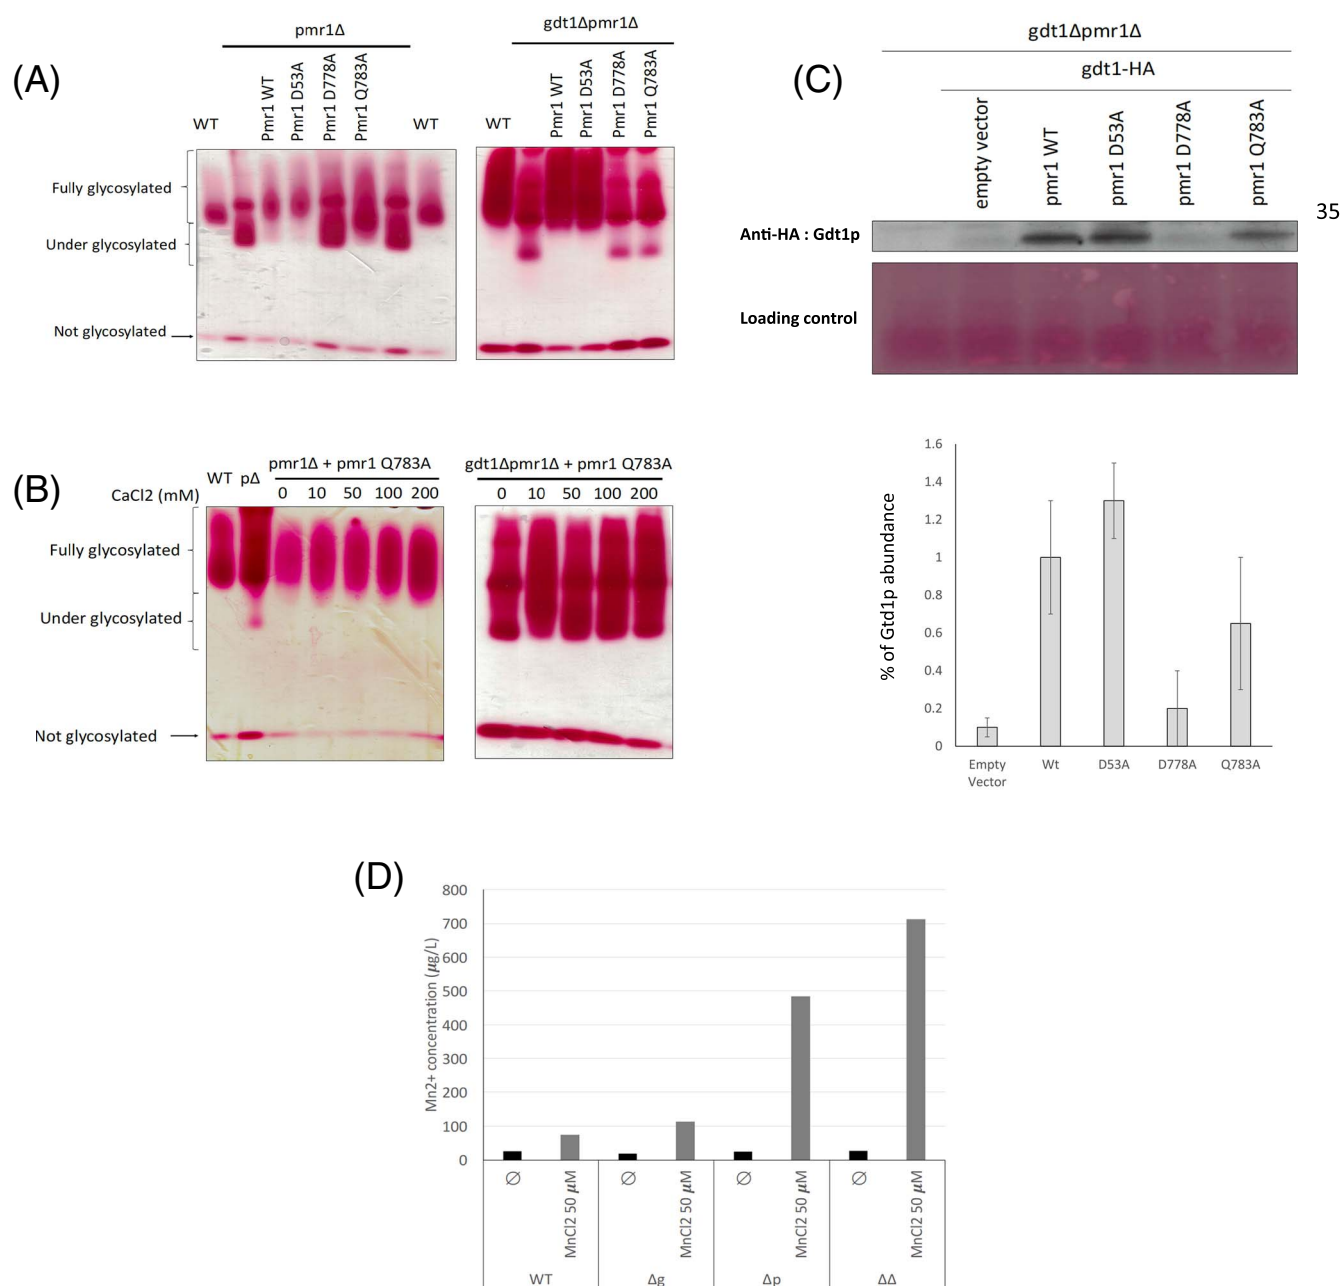 (A)
pmr1Δ
WT
Pmr1 WT
Pmr1 D53A
Pmr1 D778A
Pmr1 Q783A
WT
Fully glycosylated
Under glycosylated
Not glycosylated
gdt1Δpmr1Δ
WT
Pmr1 WT
Pmr1 D53A
Pmr1 D778A
Pmr1 Q783A
(C)
gdt1Δpmr1Δ
gdt1-HA
empty vector
pmr1 WT
pmr1 D53A
pmr1 D778A
pmr1 Q783A
35
Anti-HA : Gdt1p
Loading control
(B)
WT pΔ
pmr1Δ + pmr1 Q783A
CaCl2 (mM) 0 10 50 100 200
Fully glycosylated
Under glycosylated
Not glycosylated
gdt1Δpmr1Δ + pmr1 Q783A
0 10 50 100 200
% of Gtd1p abundance
1.6
1.4
1.2
1
0.8
0.6
0.4
0.2
0
Empty Vector
Wt
D53A
D778A
Q783A
(D)
Mn2+ concentration (µg/L)
800
700
600
500
400
300
200
100
0
∅
MnCl2 50 µM
∅
MnCl2 50 µM
∅
MnCl2 50 µM
∅
MnCl2 50 µM
WT
Δg
Δp
ΔΔ